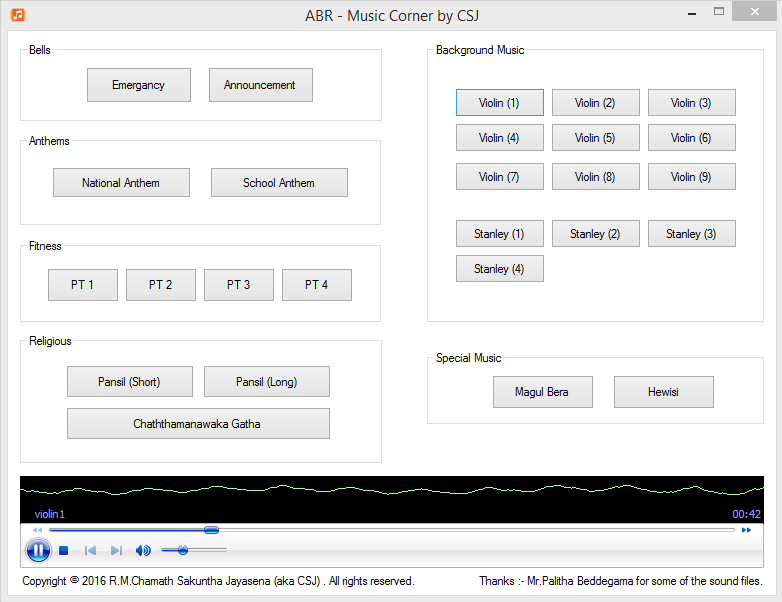 ABR - Music Corner by CSJ
Bells
Emergancy Announcement
Anthems
National Anthem School Anthem
Fitness
PT 1 PT 2 PT 3 PT 4
Religious
Pansil (Short) Pansil (Long)
Chaththamanawaka Gatha
Background Music
Violin (1) Violin (2) Violin (3)
Violin (4) Violin (5) Violin (6)
Violin (7) Violin (8) Violin (9)
Stanley (1) Stanley (2) Stanley (3)
Stanley (4)
Special Music
Magul Bera Hewisi
violin1 00:42
Copyright © 2016 R.M.Chamath Sakuntha Jayasena (aka CSJ) . All rights reserved. Thanks :- Mr.Palitha Beddegama for some of the sound files.